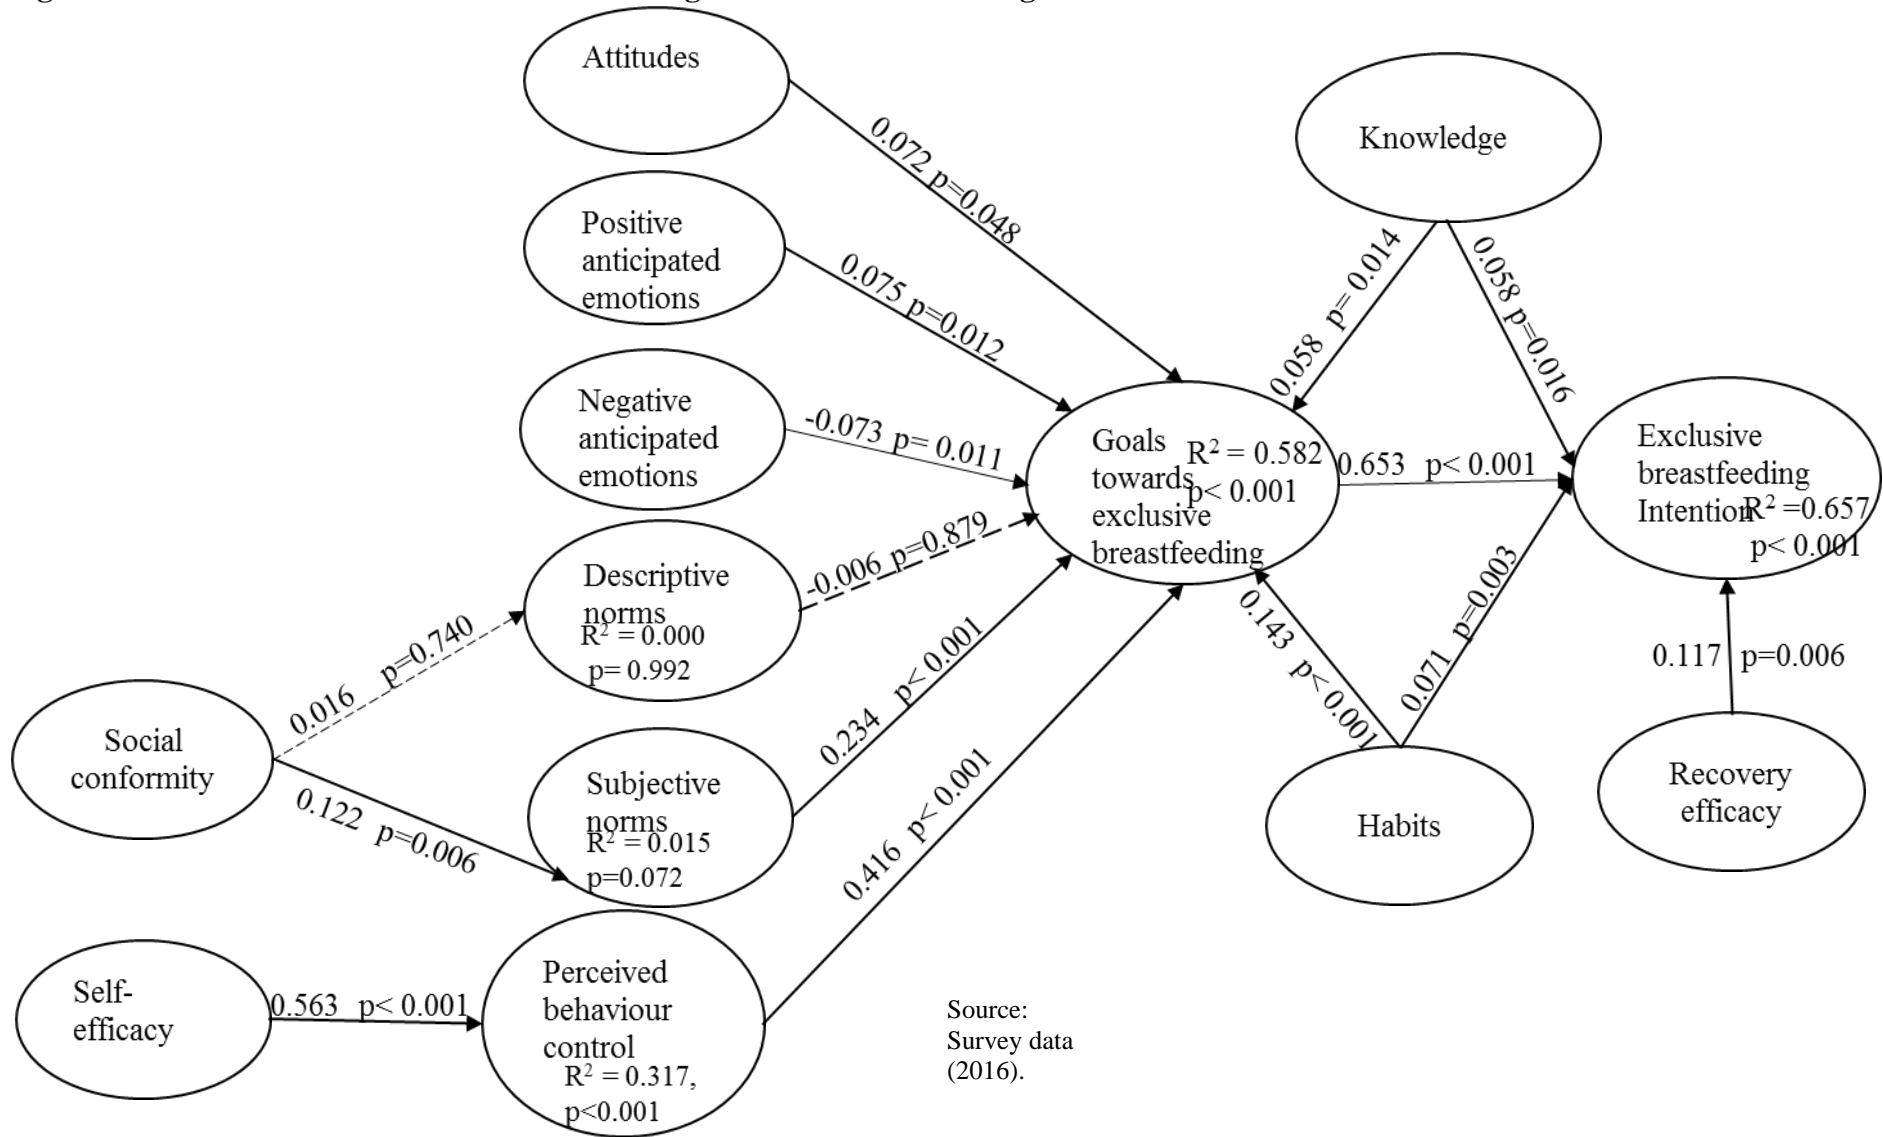 Attitudes
0.072 p=0.048
Knowledge
Positive
anticipated
emotions
0.075 p=0.012
0.058 p= 0.014
0.058 p=0.016
Negative
anticipated
emotions
-0.073 p= 0.011
Goals
towards
exclusive
breastfeeding
R² = 0.582
p< 0.001
0.653 p< 0.001
Exclusive
breastfeeding
Intention
R² =0.657
p< 0.001
Descriptive
norms
R² = 0.000
p= 0.992
-0.006 p=0.879
0.016 p=0.740
Social
conformity
0.122 p=0.006
Subjective
norms
R² = 0.015
p=0.072
0.234 p< 0.001
0.416 p< 0.001
0.143 p< 0.001
0.071 p=0.003
Habits
0.117 p=0.006
Recovery
efficacy
Self-
efficacy
0.563 p< 0.001
Perceived
behaviour
control
R² = 0.317,
p<0.001
Source:
Survey data
(2016).